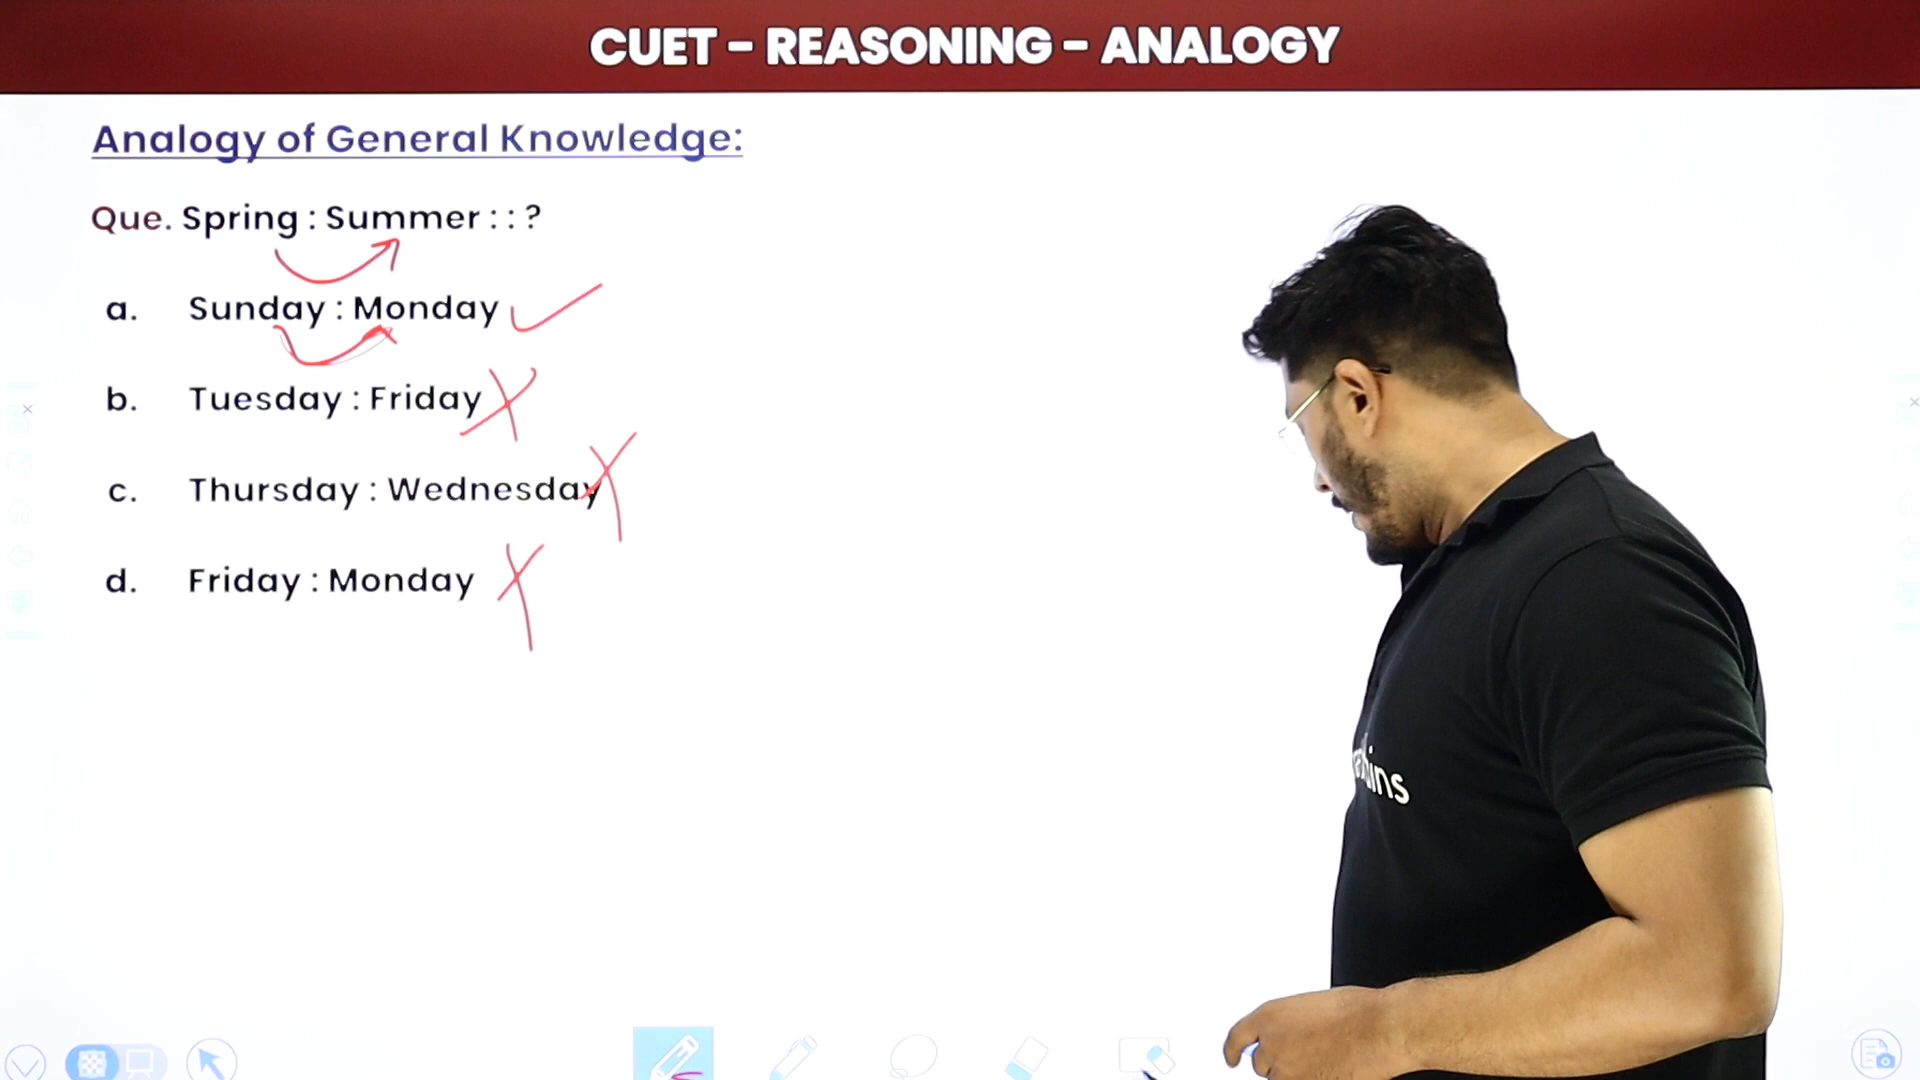 CUET - REASONING - ANALOGY
Analogy of General Knowledge:
Que. Spring : Summer : : ?
a. Sunday : Monday
b. Tuesday : Friday
c. Thursday : Wednesday
d. Friday : Monday